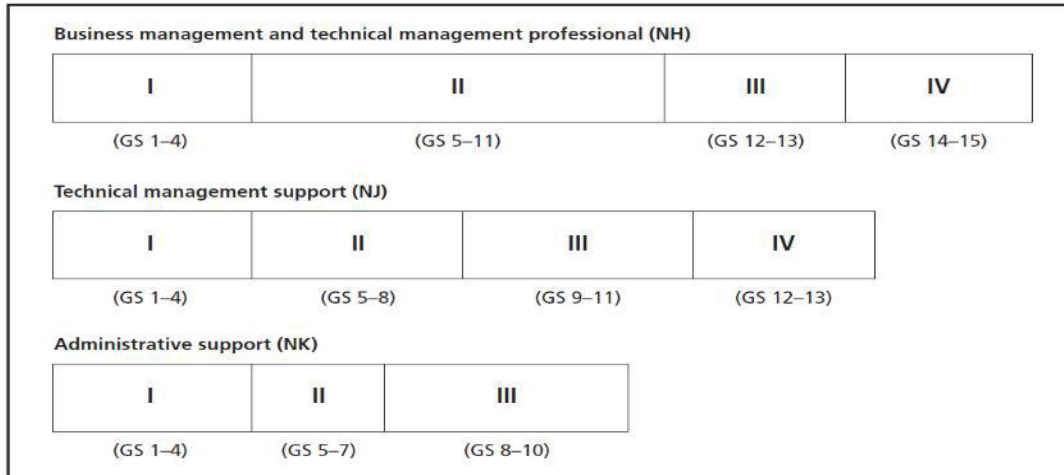 Business management and technical management professional (NH)
I II III IV
(GS 1–4) (GS 5–11) (GS 12–13) (GS 14–15)
Technical management support (NJ)
I II III IV
(GS 1–4) (GS 5–8) (GS 9–11) (GS 12–13)
Administrative support (NK)
I II III
(GS 1–4) (GS 5–7) (GS 8–10)